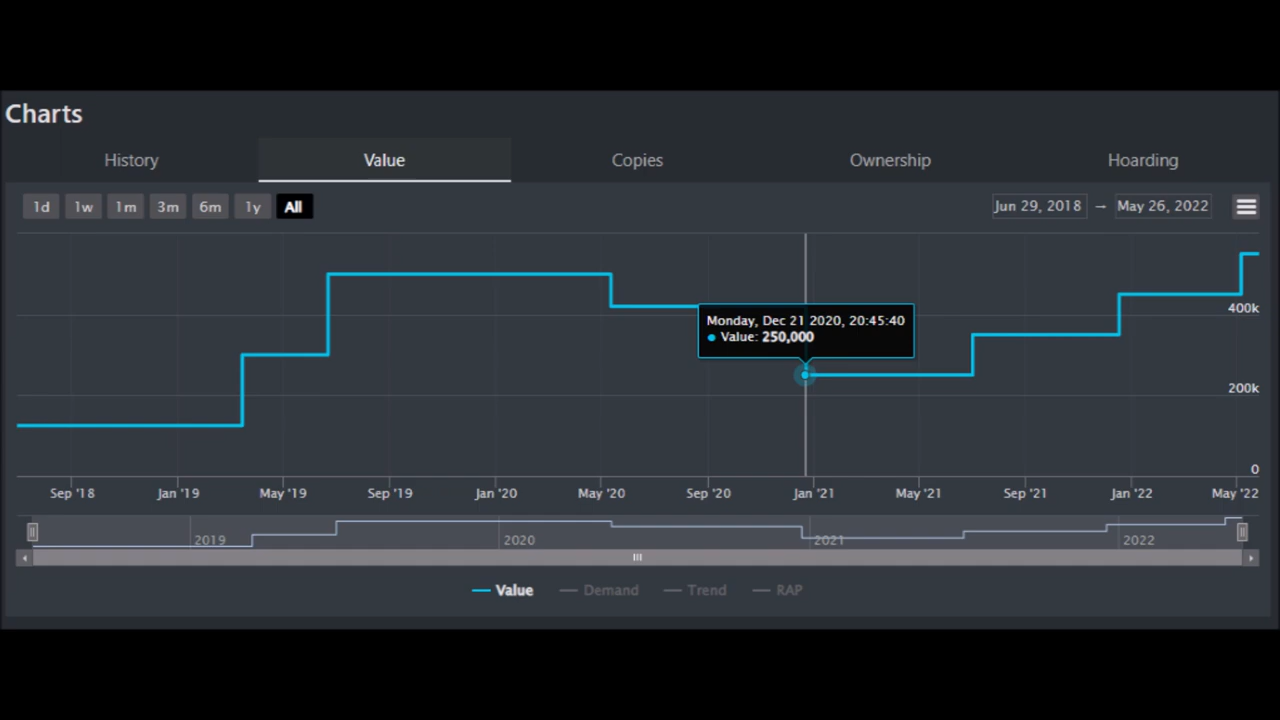 Charts
History Value Copies Ownership Hoarding
1d 1w 1m 3m 6m 1y All Jun 29, 2018 → May 26, 2022
Monday, Dec 21 2020, 20:45:40
● Value: 250,000
400k
200k
0
Sep '18 Jan '19 May '19 Sep '19 Jan '20 May '20 Sep '20 Jan '21 May '21 Sep '21 Jan '22 May '22
2019 2020 2021 2022
Value Demand Trend RAP